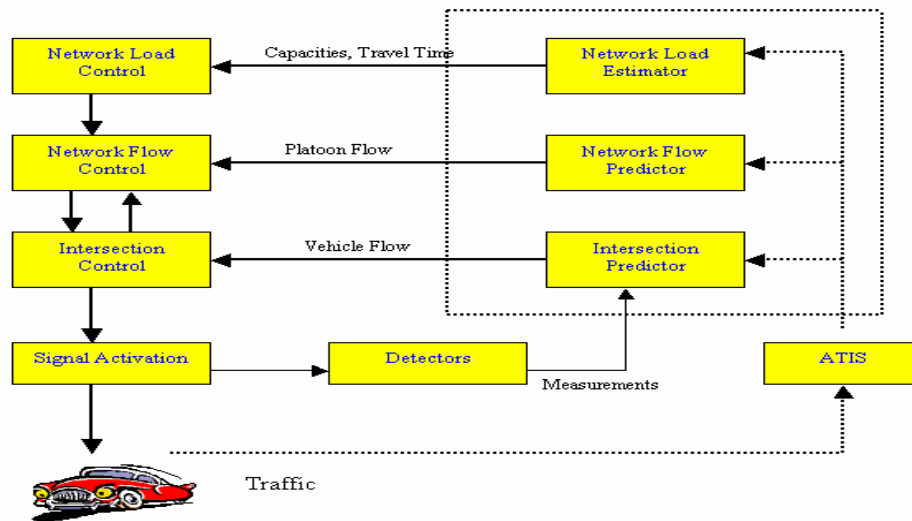 Network Load
Control
Capacities, Travel Time
Network Load
Estimator
Network Flow
Control
Platoon Flow
Network Flow
Predictor
Intersection
Control
Vehicle Flow
Intersection
Predictor
Signal Activation
Detectors
Measurements
ATIS
Traffic